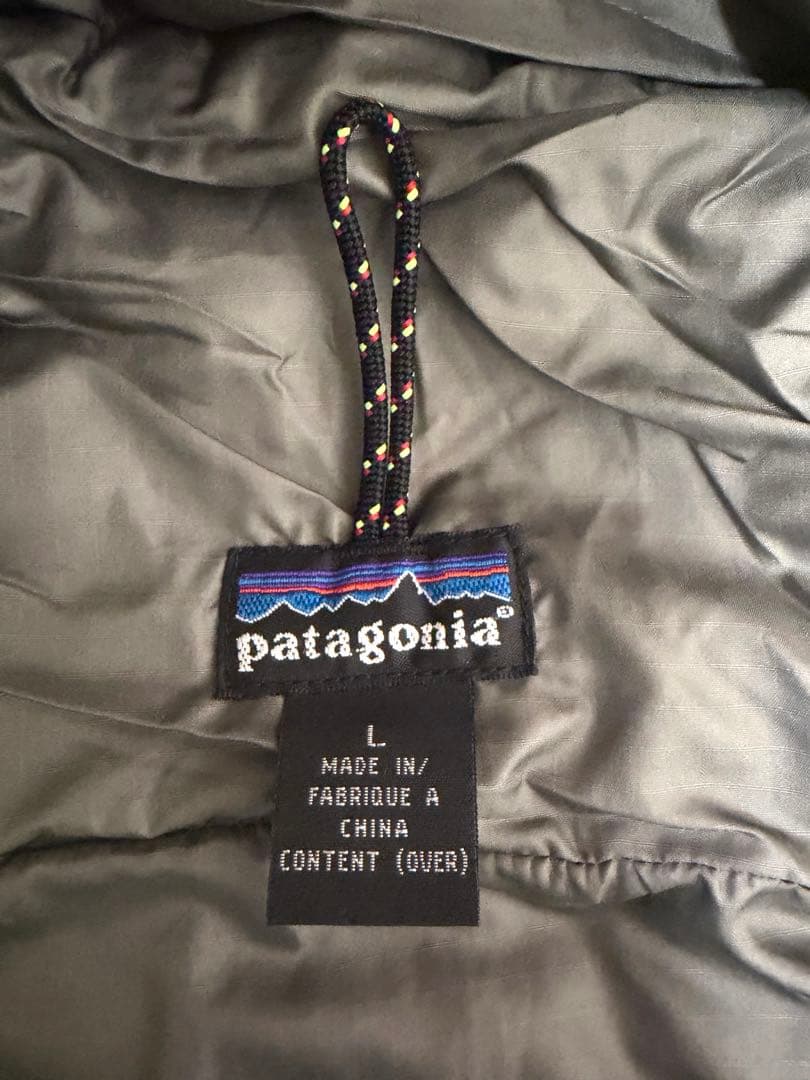 patagonia®
L
MADE IN/
FABRIQUE A
CHINA
CONTENT (OVER)